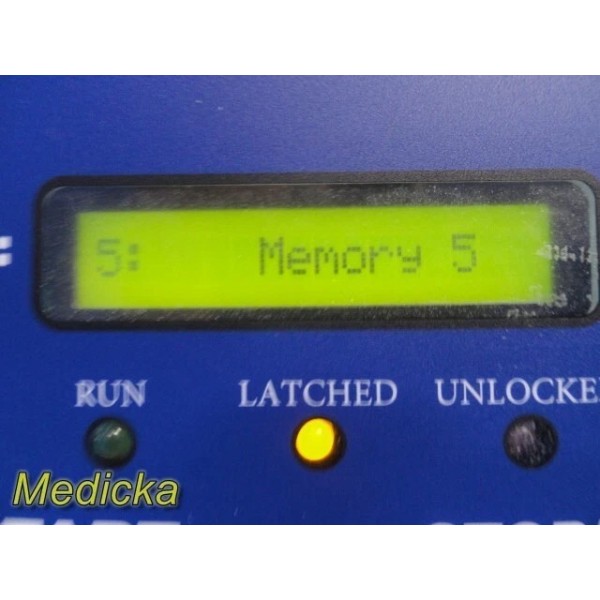 5: Memory 5
RUN LATCHED UNLOCKE
Medicka